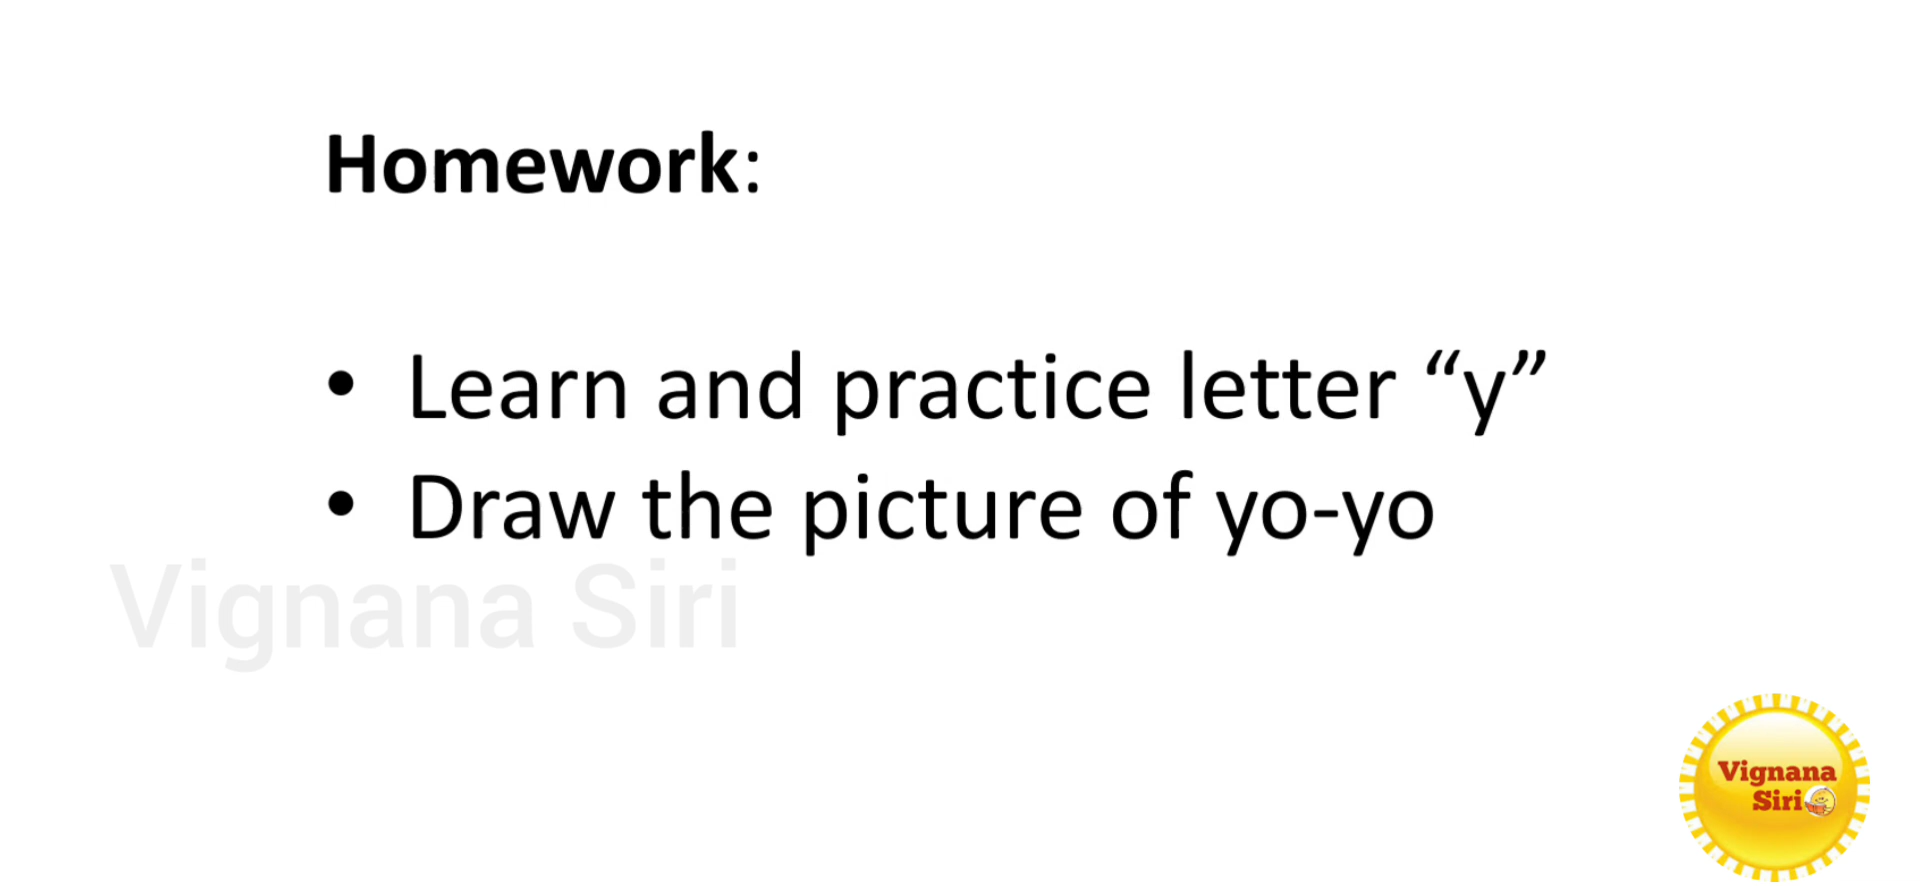 Homework:
• Learn and practice letter “y”
• Draw the picture of yo-yo
Vignana Siri
Vignana
Siri